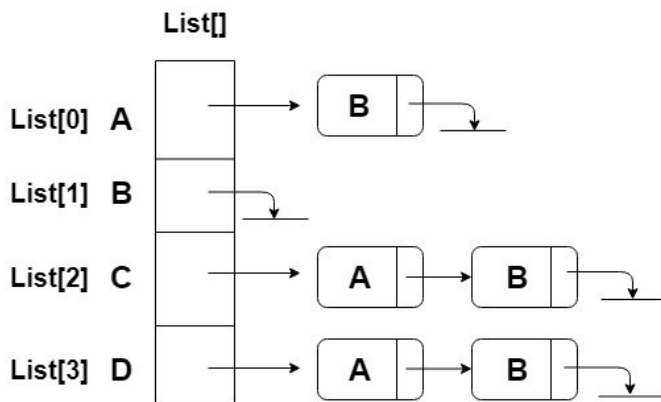 List[]
List[0] A B
List[1] B
List[2] C A B
List[3] D A B